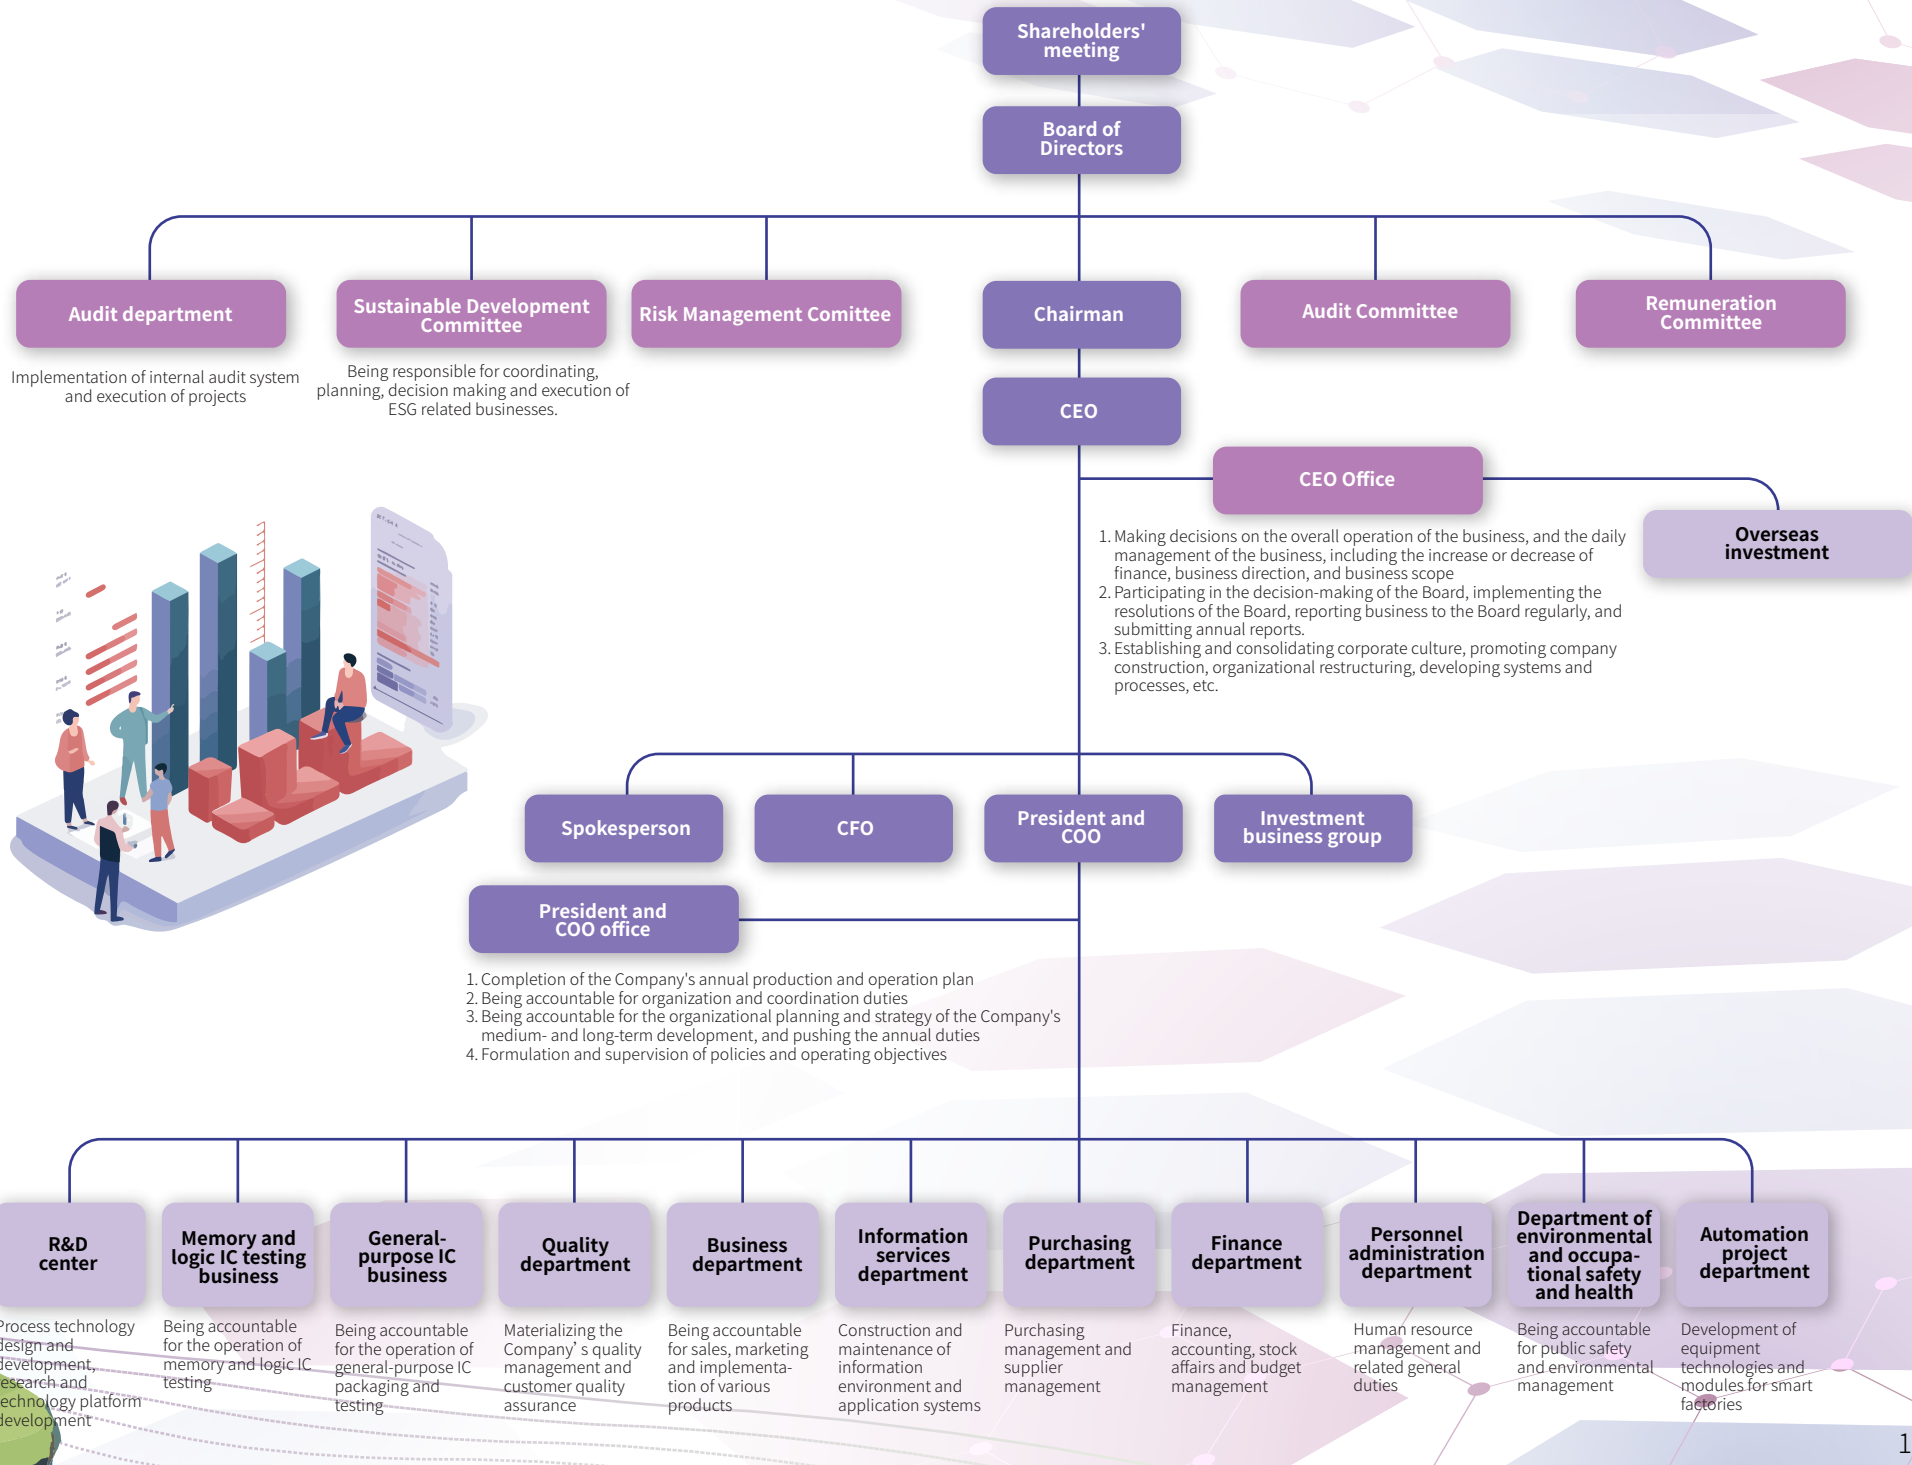 Shareholders'
meeting
Board of
Directors
Audit department
Sustainable Development
Committee
Risk Management Comittee
Chairman
Audit Committee
Remuneration
Committee
Implementation of internal audit system
and execution of projects
Being responsible for coordinating,
planning, decision making and execution of
ESG related businesses.
CEO
CEO Office
Overseas
investment
1. Making decisions on the overall operation of the business, and the daily
management of the business, including the increase or decrease of
finance, business direction, and business scope
2. Participating in the decision-making of the Board, implementing the
resolutions of the Board, reporting business to the Board regularly, and
submitting annual reports.
3. Establishing and consolidating corporate culture, promoting company
construction, organizational restructuring, developing systems and
processes, etc.
Spokesperson
CFO
President and
COO
Investment
business group
President and
COO office
1. Completion of the Company's annual production and operation plan
2. Being accountable for organization and coordination duties
3. Being accountable for the organizational planning and strategy of the Company's
medium- and long-term development, and pushing the annual duties
4. Formulation and supervision of policies and operating objectives
R&D
center
Memory and
logic IC testing
business
General-
purpose IC
business
Quality
department
Business
department
Information
services
department
Purchasing
department
Finance
department
Personnel
administration
department
Department of
environmental
and occupa-
tional safety
and health
Automation
project
department
Process technology
design and
development,
research and
technology platform
development
Being accountable
for the operation of
memory and logic IC
testing
Being accountable
for the operation of
general-purpose IC
packaging and
testing
Materializing the
Company's quality
management and
customer quality
assurance
Being accountable
for sales, marketing
and implementa-
tion of various
products
Construction and
maintenance of
information
environment and
application systems
Purchasing
management and
supplier
management
Finance,
accounting, stock
affairs and budget
management
Human resource
management and
related general
duties
Being accountable
for public safety
and environmental
management
Development of
equipment
technologies and
modules for smart
factories
1